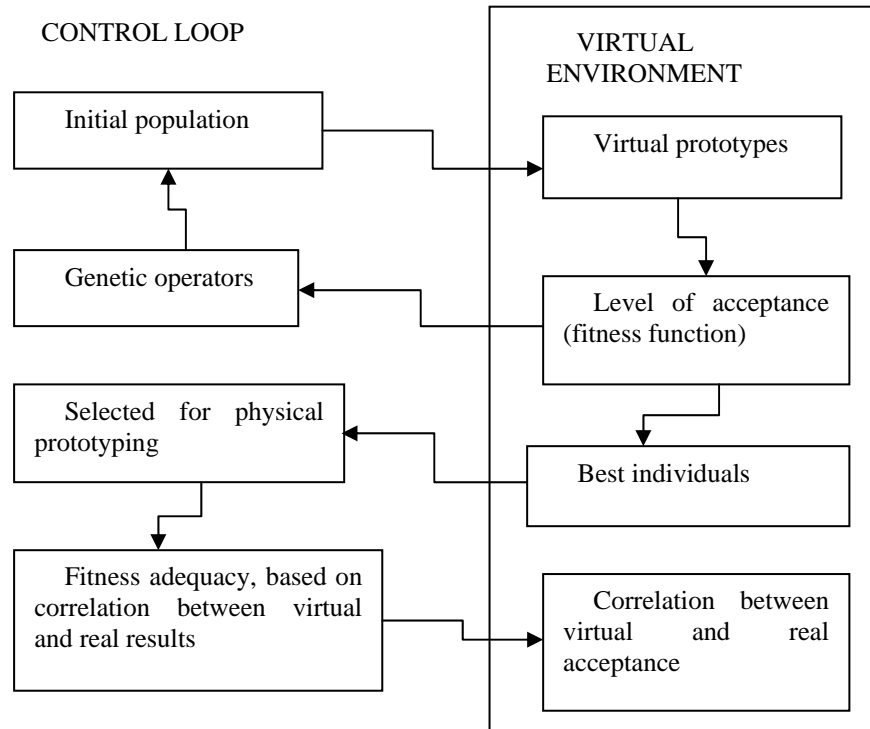 CONTROL LOOP
VIRTUAL
ENVIRONMENT
Initial population
Virtual prototypes
Genetic operators
Level of acceptance
(fitness function)
Selected for physical
prototyping
Best individuals
Fitness adequacy, based on
correlation between virtual
and real results
Correlation between
virtual and real
acceptance